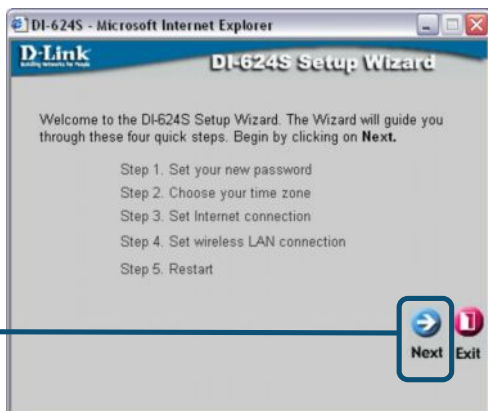 DI-624S - Microsoft Internet Explorer
D-Link
Building Networks for People
DI-624S Setup Wizard
Welcome to the DI-624S Setup Wizard. The Wizard will guide you
through these four quick steps. Begin by clicking on Next.
Step 1. Set your new password
Step 2. Choose your time zone
Step 3. Set Internet connection
Step 4. Set wireless LAN connection
Step 5. Restart
Next Exit